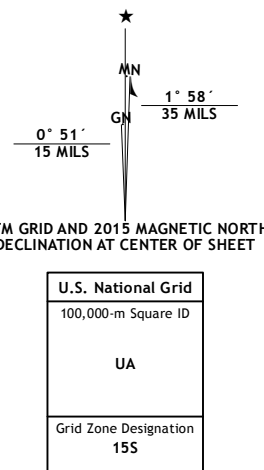 ★
MN
GN
1° 58´
35 MILS
0° 51´
15 MILS
TM GRID AND 2015 MAGNETIC NORTH
DECLINATION AT CENTER OF SHEET
U.S. National Grid
100,000-m Square ID
UA
Grid Zone Designation
15S